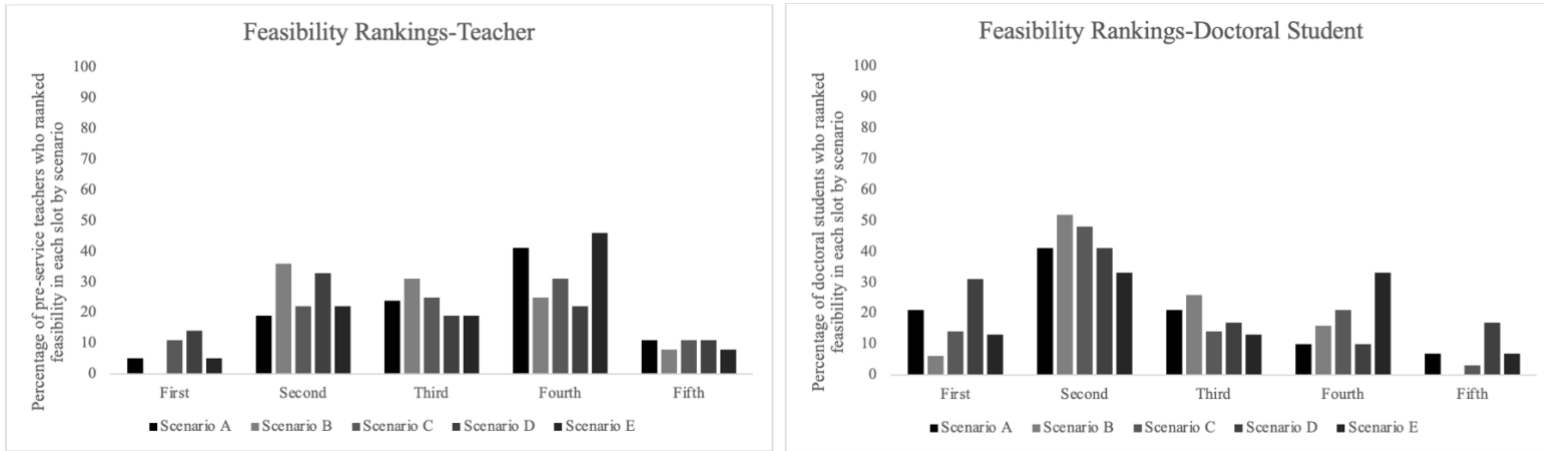 Feasibility Rankings-Teacher
Percentage of pre-service teachers who raanked
feasibility in each slot by scenario
100
90
80
70
60
50
40
30
20
10
0
First Second Third Fourth Fifth
Scenario A Scenario B Scenario C Scenario D Scenario E
Feasibility Rankings-Doctoral Student
Percentage of doctoral students who raanked
feasibility in each slot by scenario
100
90
80
70
60
50
40
30
20
10
0
First Second Third Fourth Fifth
Scenario A Scenario B Scenario C Scenario D Scenario E